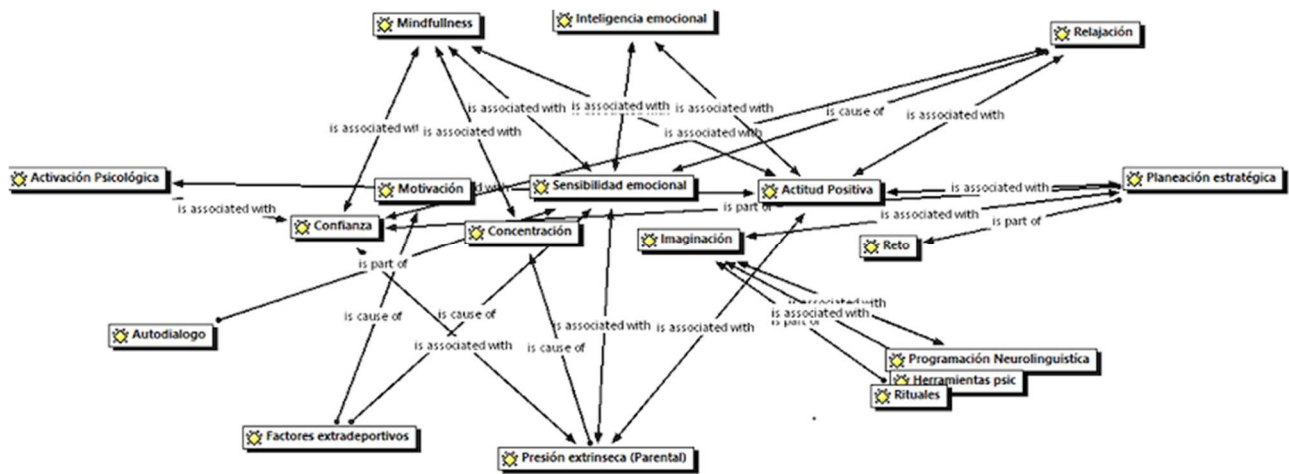 Mindfullness
Inteligencia emocional
Relajación
is associated with
is associated with
is associated with
is cause of
is associated wit
is associated with
is associated with
is associated with
Activación Psicológica
Motivación
Sensibilidad emocional
Actitud Positiva
is associated with
Planeación estratégica
is associated with
Confianza
Concentración
is part of
Imaginación
is associated with
is part of
Reto
is part of
is associated with
is associated with
Autodialogo
is cause of
is cause of
is associated with
is associated with
is associated with
is cause of
Programación Neurolinguistíca
Herramientas psic
Rituales
Factores extradeportivos
Presión extrinseca (Parental)